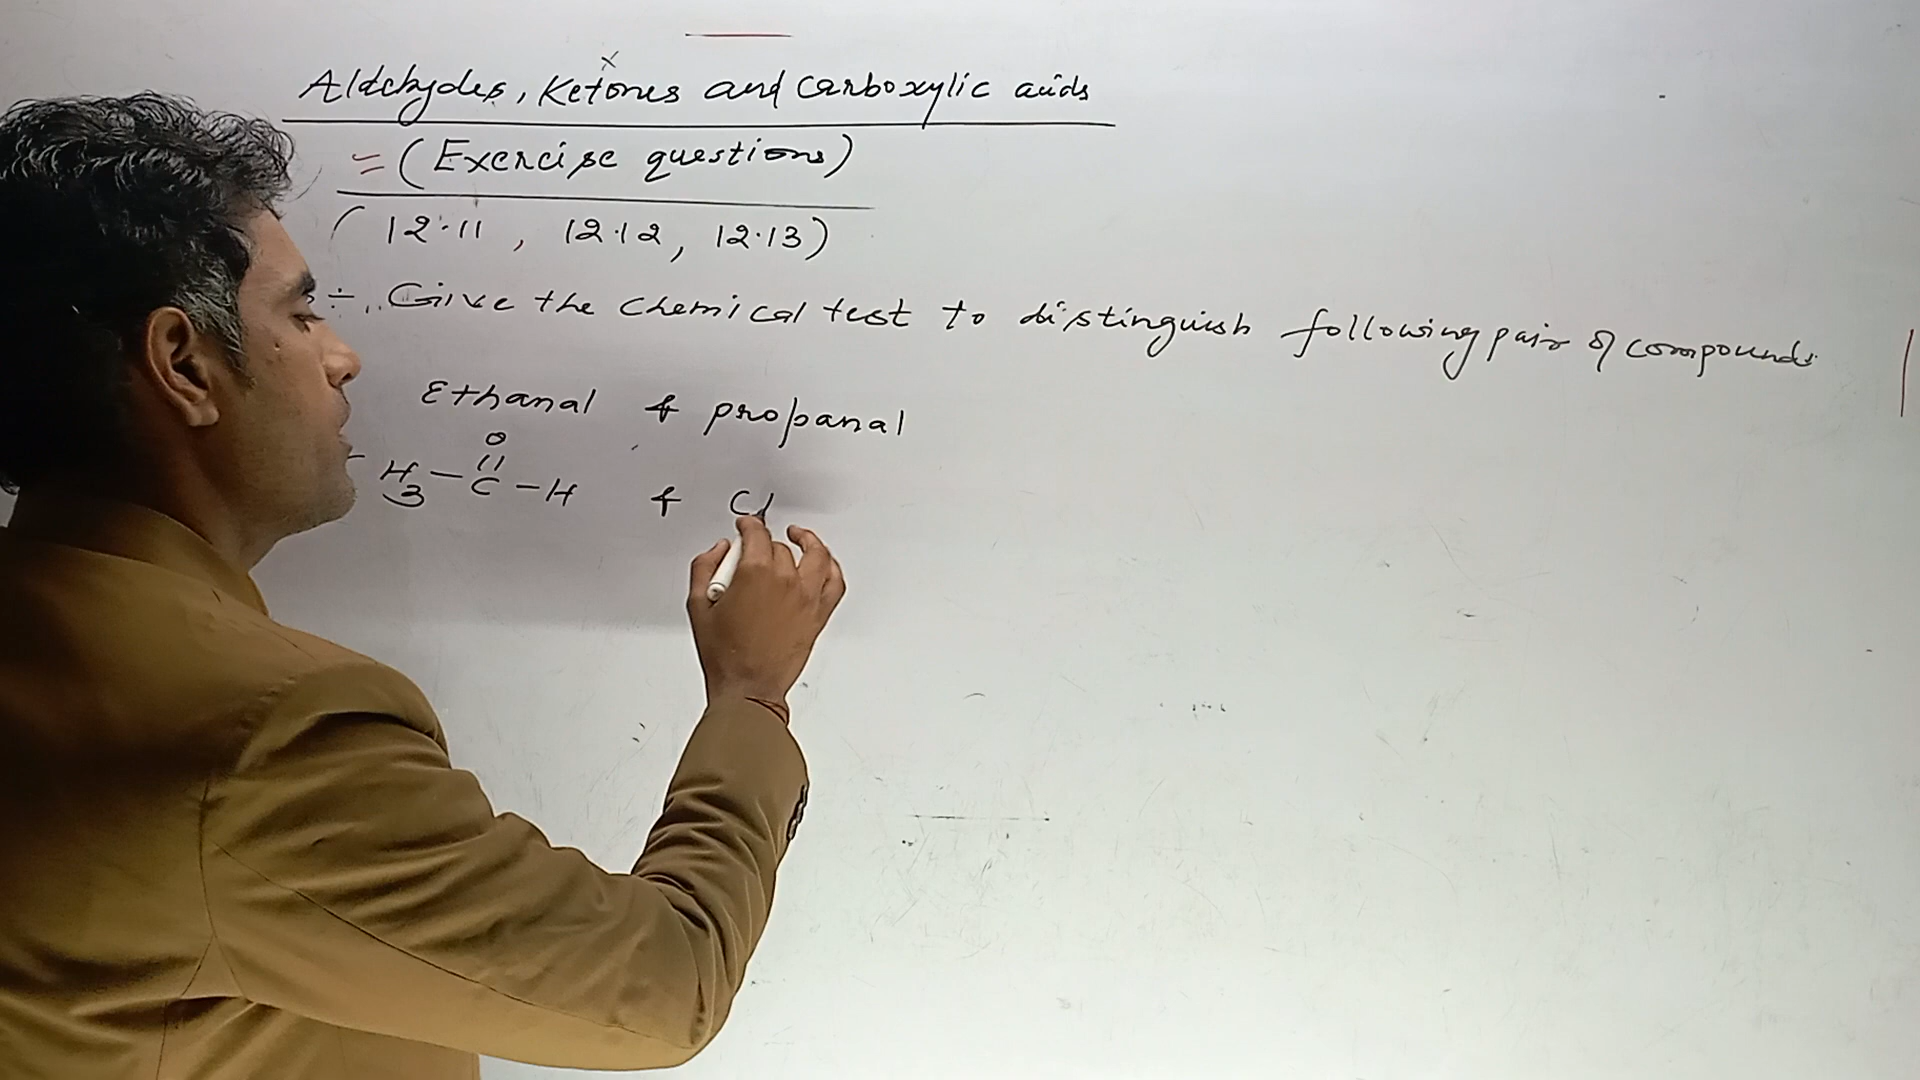 Aldehydes, Ketones and carboxylic acids
= (Exercise questions)
( 12.11 , 12.12, 12.13)
÷ Give the chemical test to distinguish following pair of compounds.
Ethanal & propanal
O
||
H3 - C - H & C